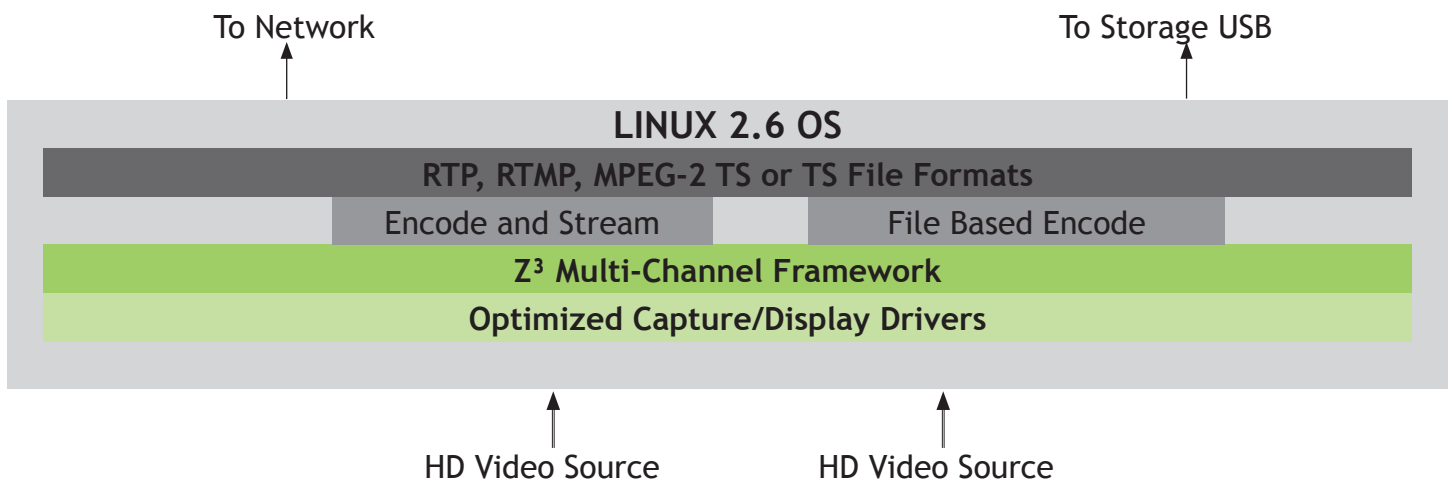 To Network
To Storage USB
LINUX 2.6 OS
RTP, RTMP, MPEG-2 TS or TS File Formats
Encode and Stream
File Based Encode
Z³ Multi-Channel Framework
Optimized Capture/Display Drivers
HD Video Source
HD Video Source